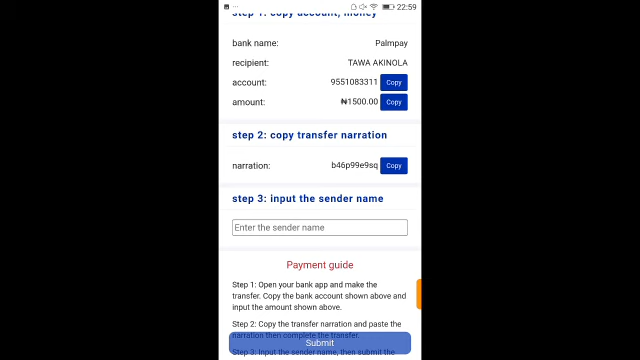 22:59
step 1: copy account, money
bank name: Palmpay
recipient: TAWA AKINOLA
account: 9551083311 Copy
amount: ₦1500.00 Copy
step 2: copy transfer narration
narration: b46p99e9sq Copy
step 3: input the sender name
Enter the sender name
Payment guide
Step 1: Open your bank app and make the
transfer. Copy the bank account shown above and
input the amount shown above.
Step 2: Copy the transfer narration and paste the
narration then complete the transfer.
Submit
Step 3: Input the sender name, then submit the